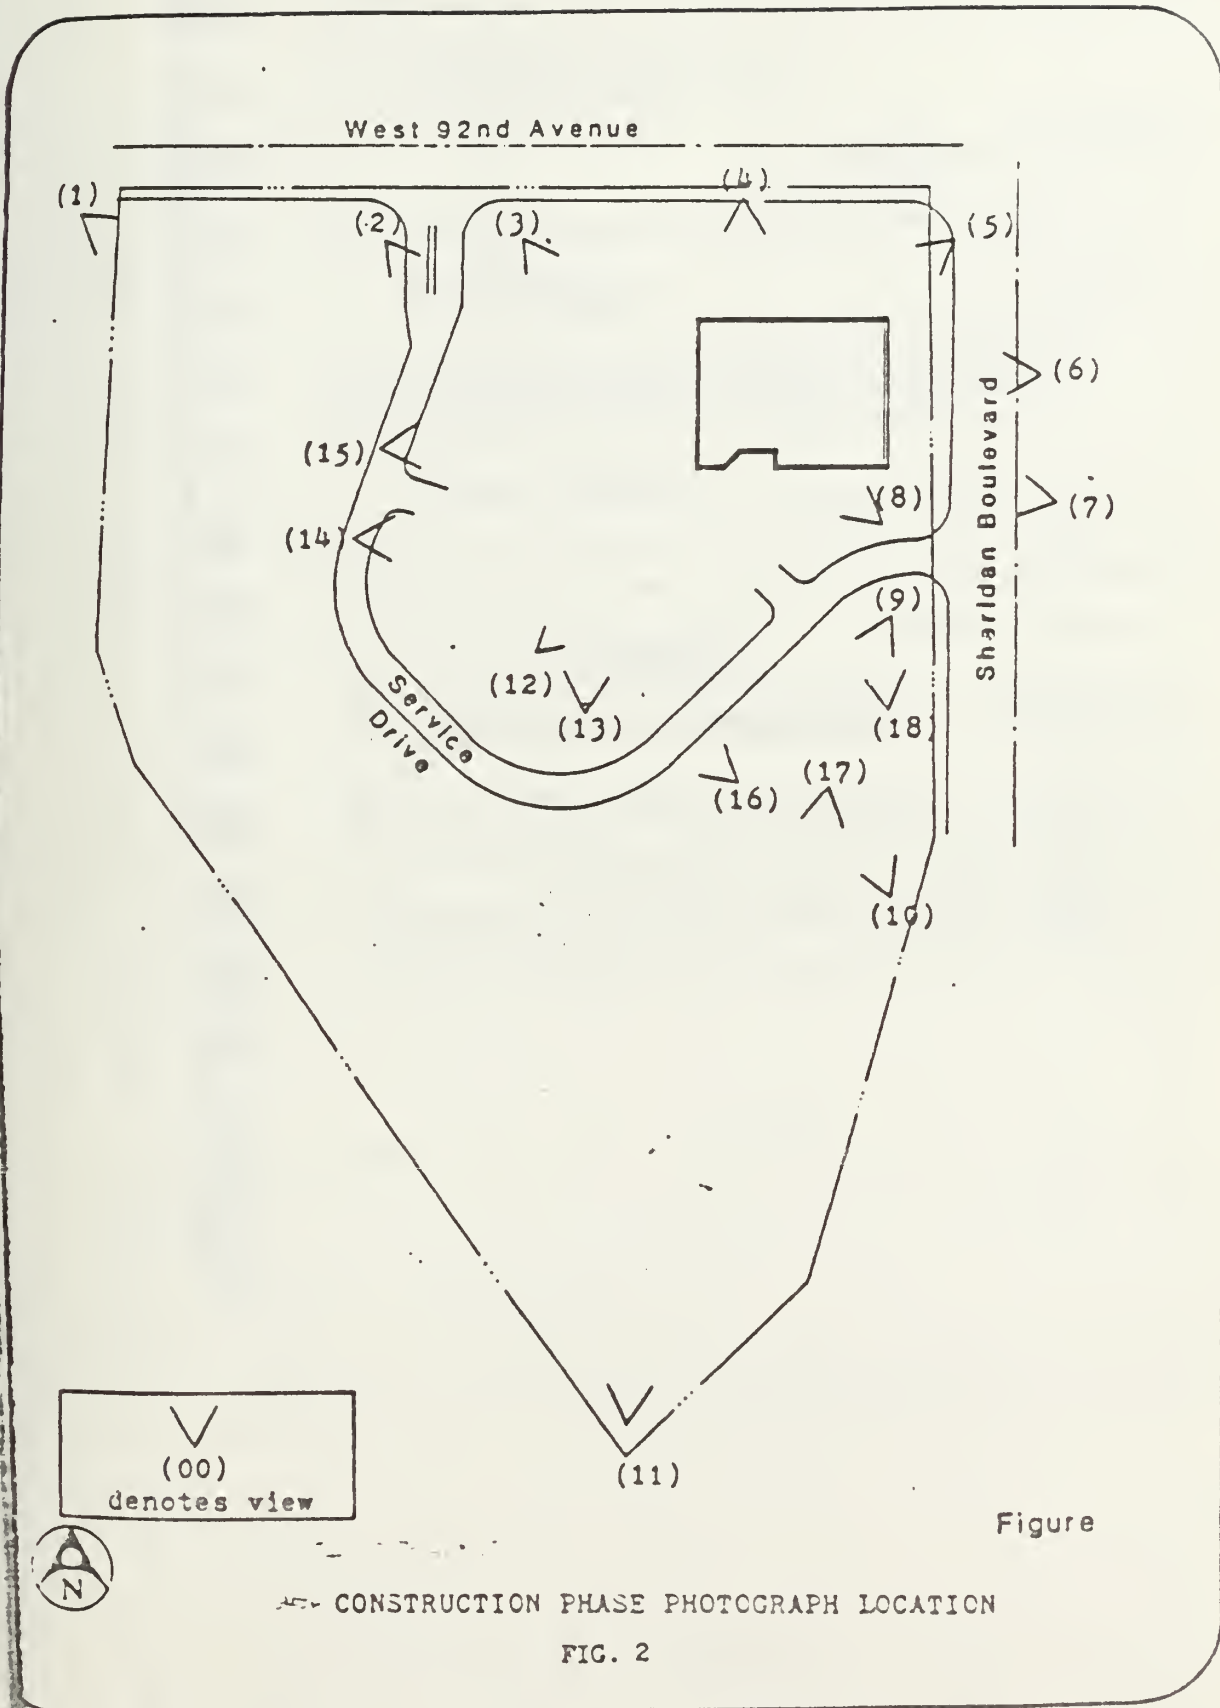 West 92nd Avenue
(1)
(2)
(3)
(4)
(5)
(6)
Sheridan Boulevard
(7)
(8)
(15)
(14)
(9)
(12)
(13)
(18)
Service
Drive
(16)
(17)
(10)
(11)
(00)
denotes view
N
Figure
CONSTRUCTION PHASE PHOTOGRAPH LOCATION
FIG. 2